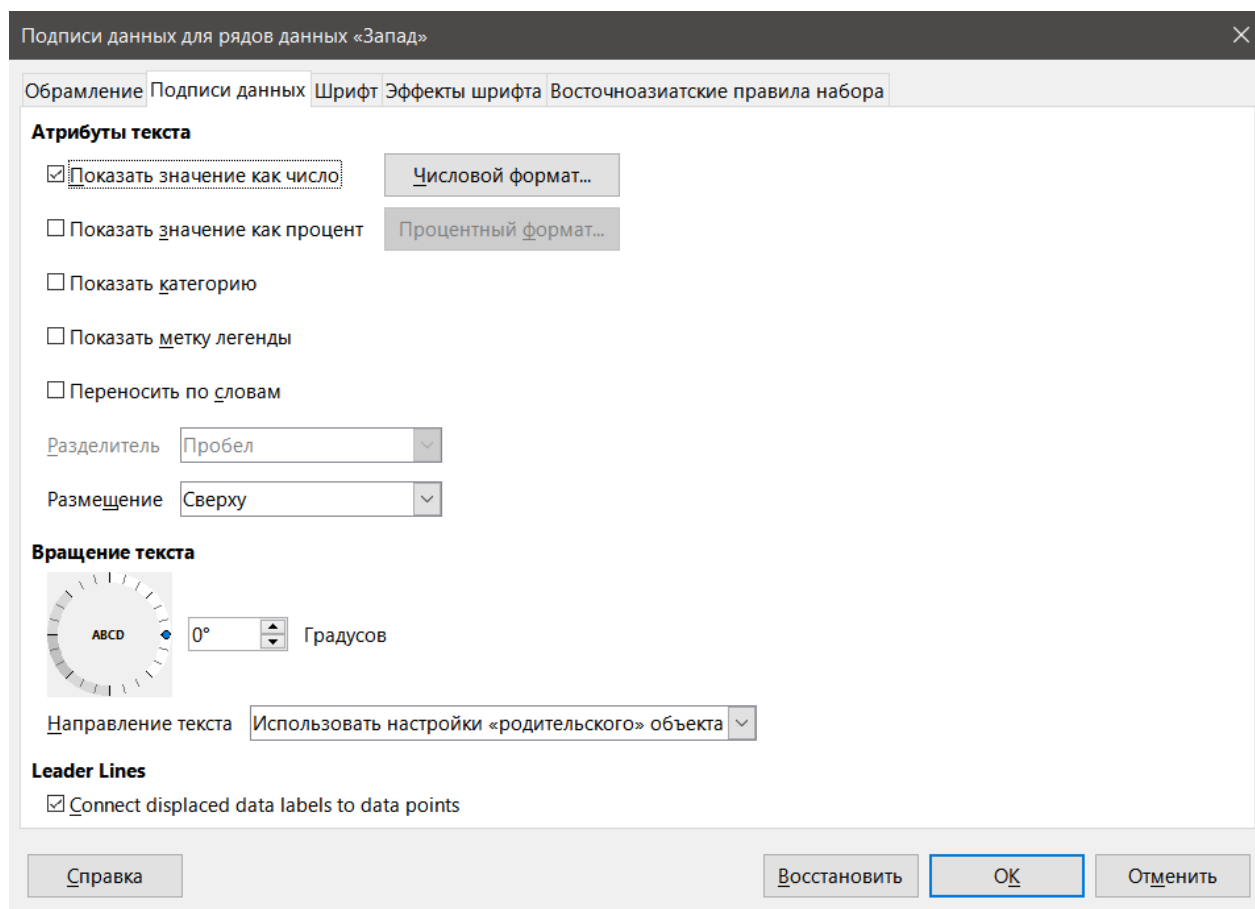 Подписи данных для рядов данных «Запад»
Обрамление Подписи данных Шрифт Эффекты шрифта Восточноазиатские правила набора
Атрибуты текста
Показать значение как число Числовой формат...
Показать значение как процент Процентный формат...
Показать категорию
Показать метку легенды
Переносить по словам
Разделитель Пробел
Размещение Сверху
Вращение текста
ABCD 0° Градусов
Направление текста Использовать настройки «родительского» объекта
Leader Lines
Connect displaced data labels to data points
Справка Восстановить OK Отменить